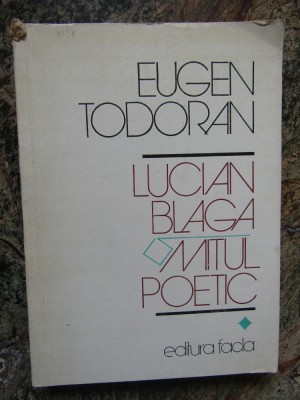 EUGEN
TODORAN
LUCIAN
BLAGA
MITUL
POETIC
editura facla